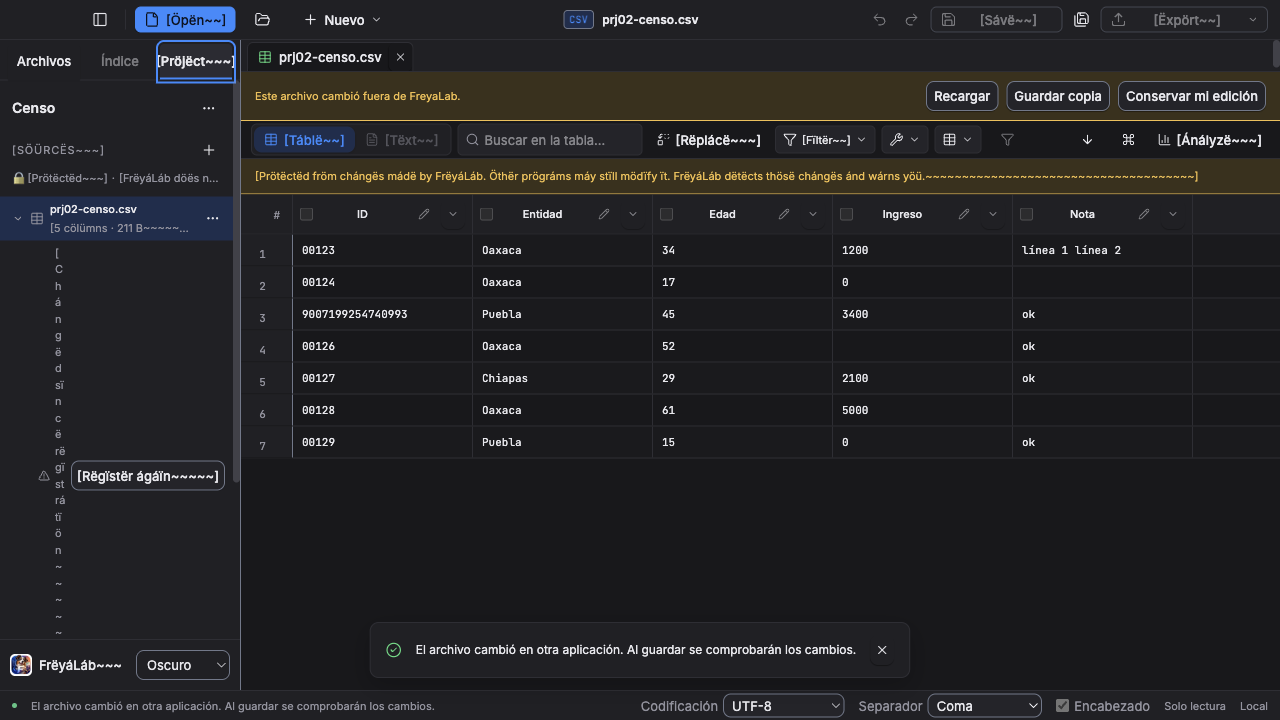 [Öpën~~]
Nuevo
CSV prj02-censo.csv
[Sávë~~]
[Ëxpört~~]
Archivos
Índice
[Pröjëct~~~]
prj02-censo.csv
Censo
Este archivo cambió fuera de FreyaLab.
Recargar
Guardar copia
Conservar mi edición
[Táblë~~]
[Tëxt~~]
Buscar en la tabla...
[Rëplácë~~~]
[Fïltër~~]
[Ánályzë~~~]
[SÖÜRCËS~~~]
[Prötëctëd~~~] · [FrëyáLáb döës n...
[Prötëctëd fröm chángës mádë by FrëyáLáb. Öthër prögráms máy stïll mödïfy ït. FrëyáLáb dëtëcts thösë chángës ánd wárns yöü.~~~~~~~~~~~~~~~~~~~~~~~~~~~~~~~~~~~~~]
prj02-censo.csv
[5 cölümns · 211 B~~~~~...
# ID Entidad Edad Ingreso Nota
1 00123 Oaxaca 34 1200 línea 1 línea 2
2 00124 Oaxaca 17 0
3 9007199254740993 Puebla 45 3400 ok
4 00126 Oaxaca 52 ok
5 00127 Chiapas 29 2100 ok
6 00128 Oaxaca 61 5000
7 00129 Puebla 15 0 ok
[
C
h
á
n
g
ë
d
sï
n
c
ë
rë
gï
st
rá
tï
ö
n
~
~
~
~
~
[Rëgïstër ágáïn~~~~~]
El archivo cambió en otra aplicación. Al guardar se comprobarán los cambios.
FrëyáLáb~~~
Oscuro
El archivo cambió en otra aplicación. Al guardar se comprobarán los cambios.
Codificación UTF-8
Separador Coma
Encabezado
Solo lectura
Local